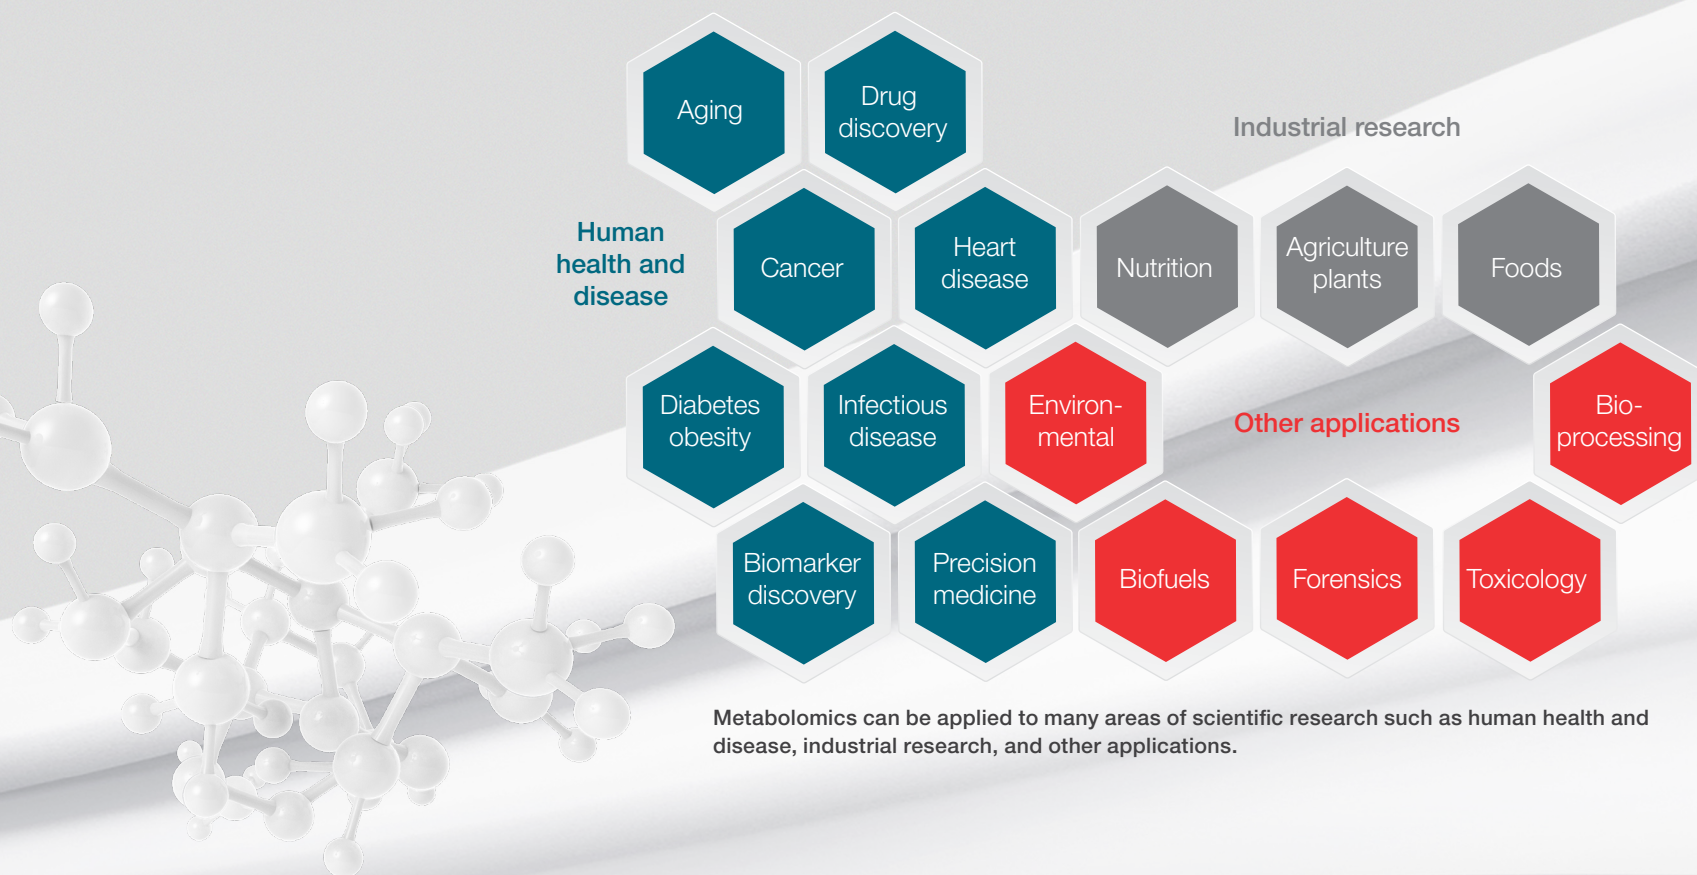 Aging
Drug
discovery
Industrial research
Human
health and
disease
Cancer
Heart
disease
Nutrition
Agriculture
plants
Foods
Diabetes
obesity
Infectious
disease
Environ-
mental
Other applications
Bio-
processing
Biomarker
discovery
Precision
medicine
Biofuels
Forensics
Toxicology
Metabolomics can be applied to many areas of scientific research such as human health and
disease, industrial research, and other applications.